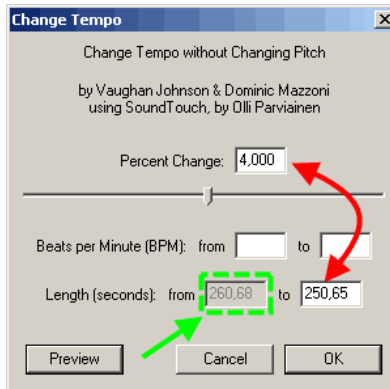 Change Tempo
Change Tempo without Changing Pitch
by Vaughan Johnson & Dominic Mazzoni
using SoundTouch, by Olli Parviainen
Percent Change: 4,000
Beats per Minute (BPM): from to
Length (seconds): from 260,68 to 250,65
Preview Cancel OK